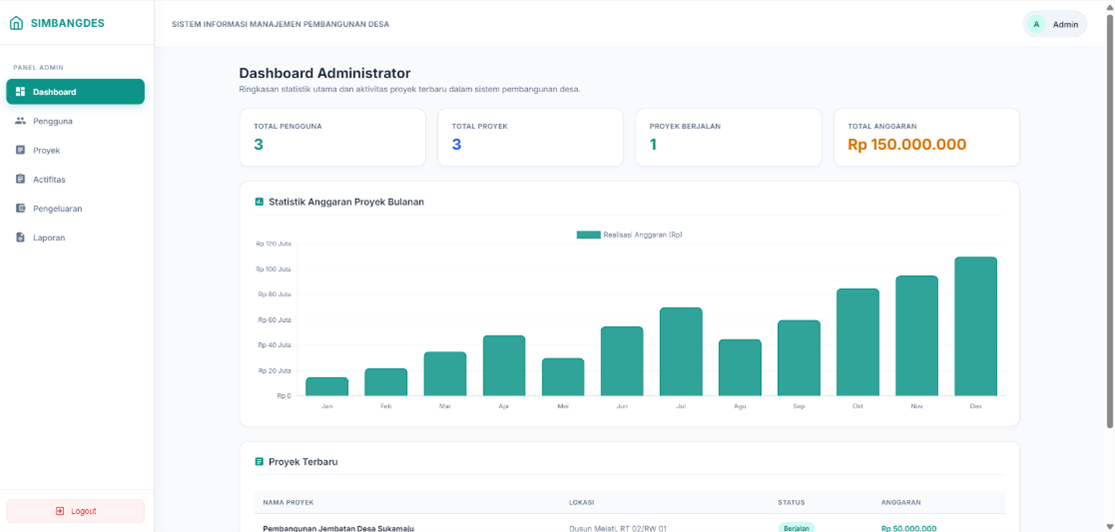 SIMBANGDES
SISTEM INFORMASI MANAJEMEN PEMBANGUNAN DESA
A Admin
PANEL ADMIN
Dashboard
Pengguna
Proyek
Actifitas
Pengeluaran
Laporan
Logout
Dashboard Administrator
Ringkasan statistik utama dan aktivitas proyek terbaru dalam sistem pembangunan desa.
TOTAL PENGGUNA
3
TOTAL PROYEK
3
PROYEK BERJALAN
1
TOTAL ANGGARAN
Rp 150.000.000
Statistik Anggaran Proyek Bulanan
Realisasi Anggaran (Rp)
Rp 120 Juta
Rp 100 Juta
Rp 80 Juta
Rp 60 Juta
Rp 40 Juta
Rp 20 Juta
Rp 0
Jan Feb Mar Apr Mei Jun Jul Agu Sep Okt Nov Des
Proyek Terbaru
NAMA PROYEK LOKASI STATUS ANGGARAN
Pembangunan Jembatan Desa Sukamaju Dusun Melati, RT 02/RW 01 Berjalan Rp 50.000.000